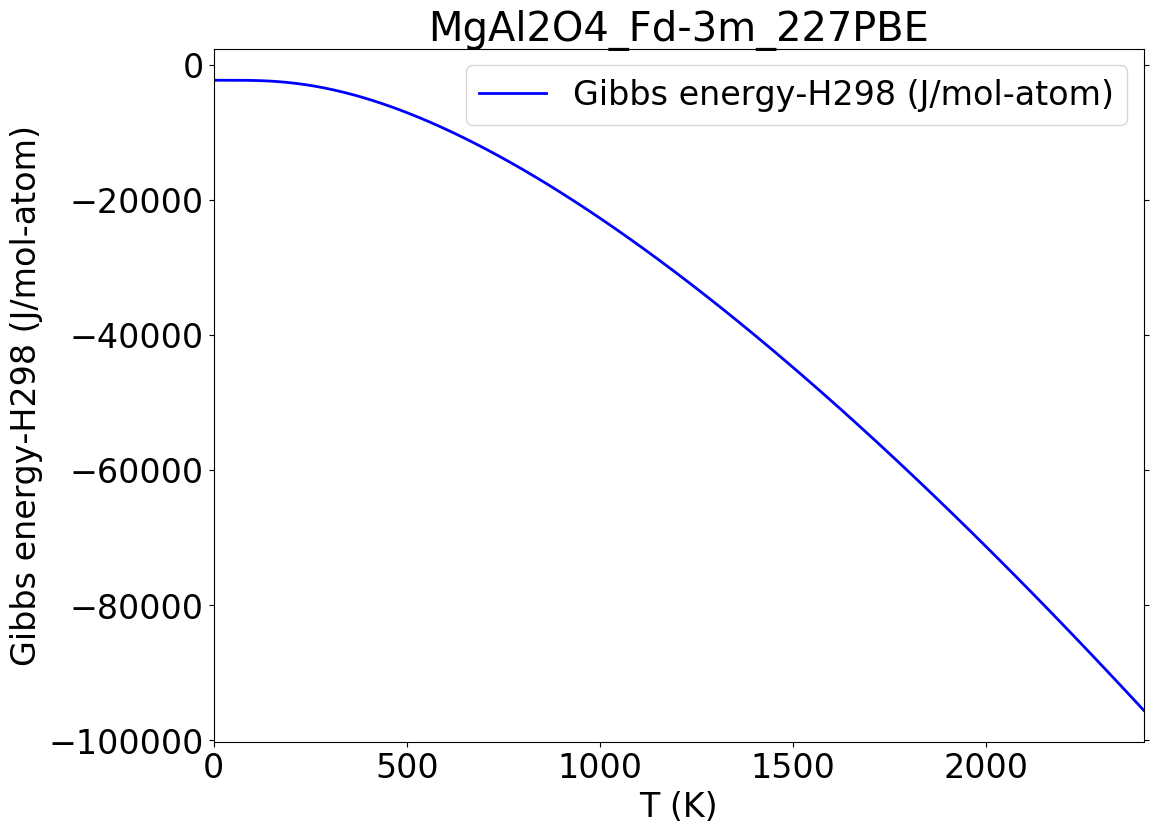 MgAl2O4_Fd-3m_227PBE
Gibbs energy-H298 (J/mol-atom)
Gibbs energy-H298 (J/mol-atom)
0
−20000
−40000
−60000
−80000
−100000
0 500 1000 1500 2000
T (K)